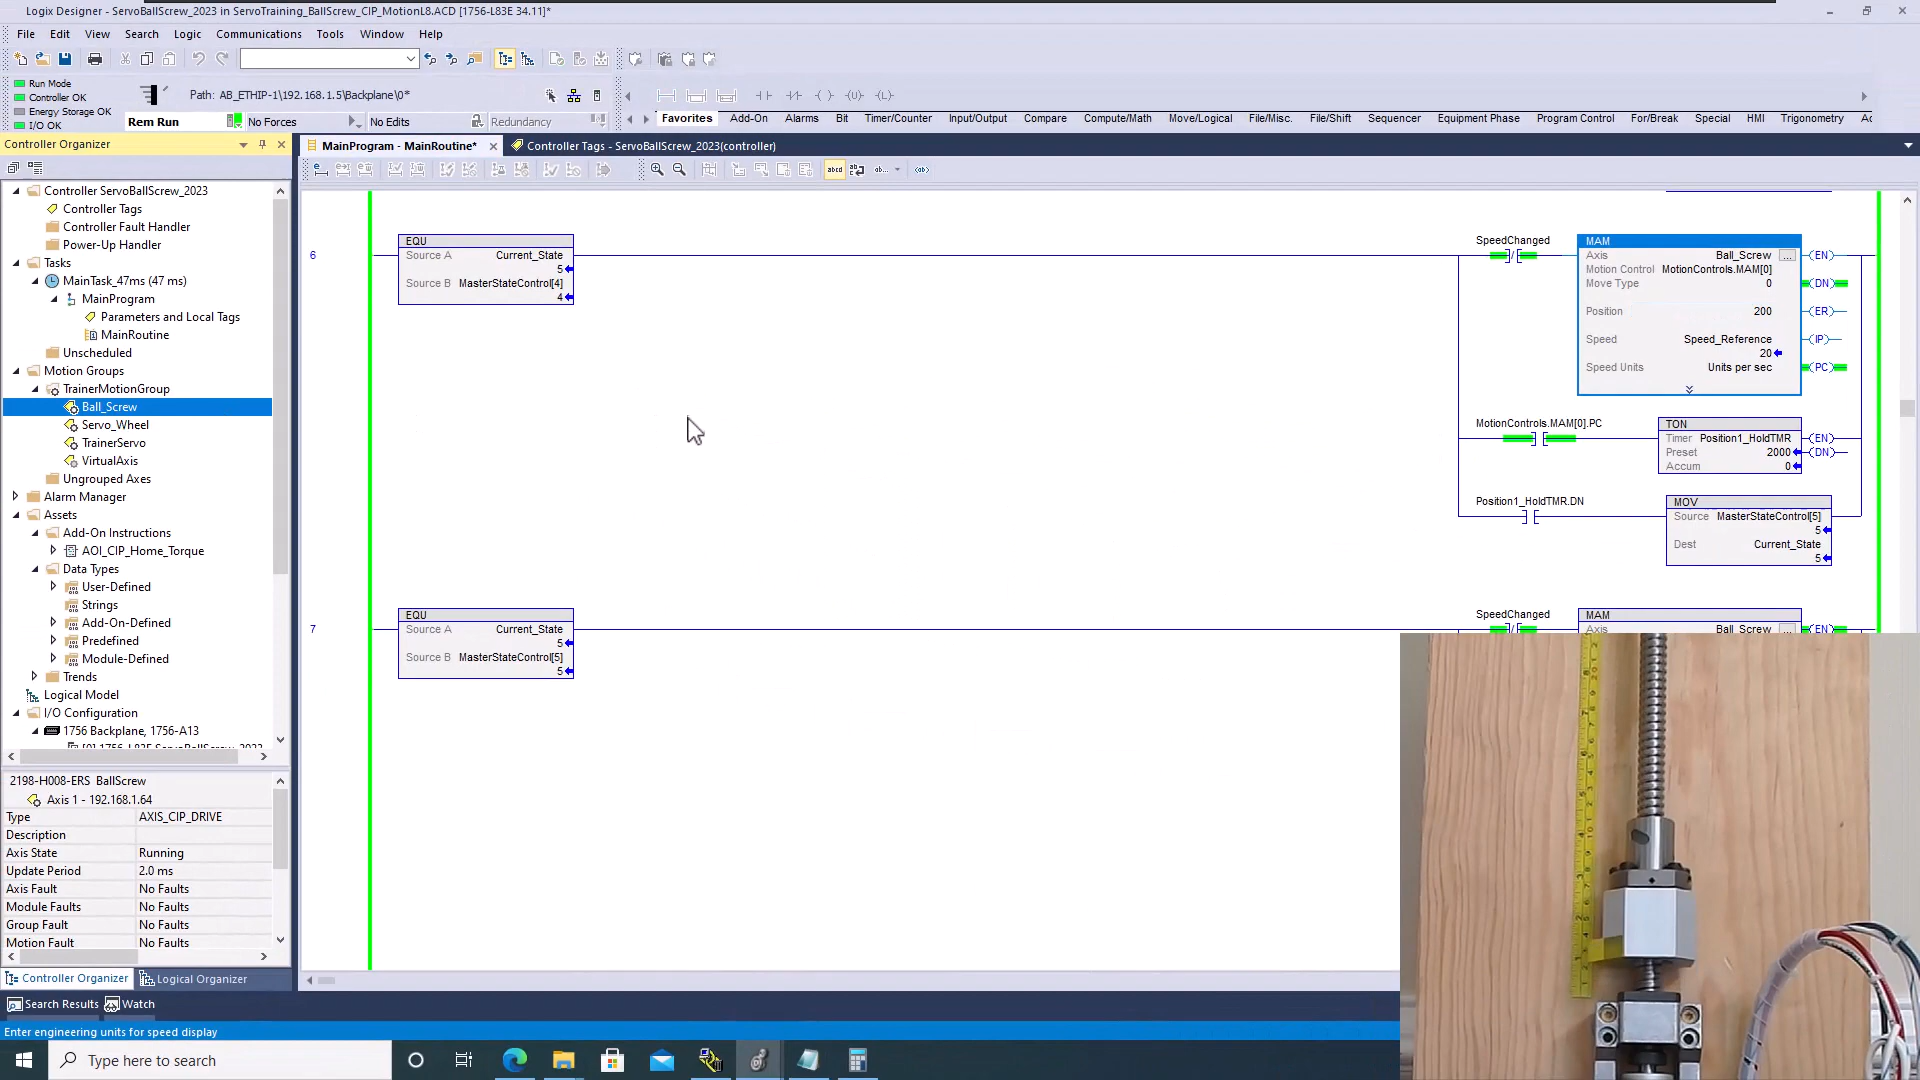 Logix Designer - ServoBallScrew_2023 in ServoTraining_BallScrew_CIP_MotionL8.ACD [1756-L83E 34.11]*
File Edit View Search Logic Communications Tools Window Help
Run Mode
Controller OK
Energy Storage OK
I/O OK
Path: AB_ETHIP-1\192.168.1.5\Backplane\0*
Rem Run
No Forces
No Edits
Redundancy
Favorites Add-On Alarms Bit Timer/Counter Input/Output Compare Compute/Math Move/Logical File/Misc. File/Shift Sequencer Equipment Phase Program Control For/Break Special HMI Trigonometry
Controller Organizer
MainProgram - MainRoutine*
Controller Tags - ServoBallScrew_2023(controller)
Controller ServoBallScrew_2023
Controller Tags
Controller Fault Handler
Power-Up Handler
Tasks
MainTask_47ms (47 ms)
MainProgram
Parameters and Local Tags
MainRoutine
Unscheduled
Motion Groups
TrainerMotionGroup
Ball_Screw
Servo_Wheel
TrainerServo
VirtualAxis
Ungrouped Axes
Alarm Manager
Assets
Add-On Instructions
AOI_CIP_Home_Torque
Data Types
User-Defined
Strings
Add-On-Defined
Predefined
Module-Defined
Trends
Logical Model
I/O Configuration
1756 Backplane, 1756-A13
[0] 1756-L83E ServoBallScrew_2023
2198-H008-ERS BallScrew
Axis 1 - 192.168.1.64
Type AXIS_CIP_DRIVE
Description
Axis State Running
Update Period 2.0 ms
Axis Fault No Faults
Module Faults No Faults
Group Fault No Faults
Motion Fault No Faults
Controller Organizer
Logical Organizer
6
EQU
Source A Current_State
5
Source B MasterStateControl[4]
4
SpeedChanged
MAM
Axis Ball_Screw ...
Motion Control MotionControls.MAM[0]
Move Type 0
Position 200
Speed Speed_Reference
20
Speed Units Units per sec
(EN)
(DN)
(ER)
(IP)
(PC)
MotionControls.MAM[0].PC
TON
Timer Position1_HoldTMR
Preset 2000
Accum 0
(EN)
(DN)
Position1_HoldTMR.DN
MOV
Source MasterStateControl[5]
5
Dest Current_State
5
7
EQU
Source A Current_State
5
Source B MasterStateControl[5]
5
SpeedChanged
MAM
Axis Ball_Screw ...
(EN)
Search Results
Watch
Enter engineering units for speed display
Type here to search